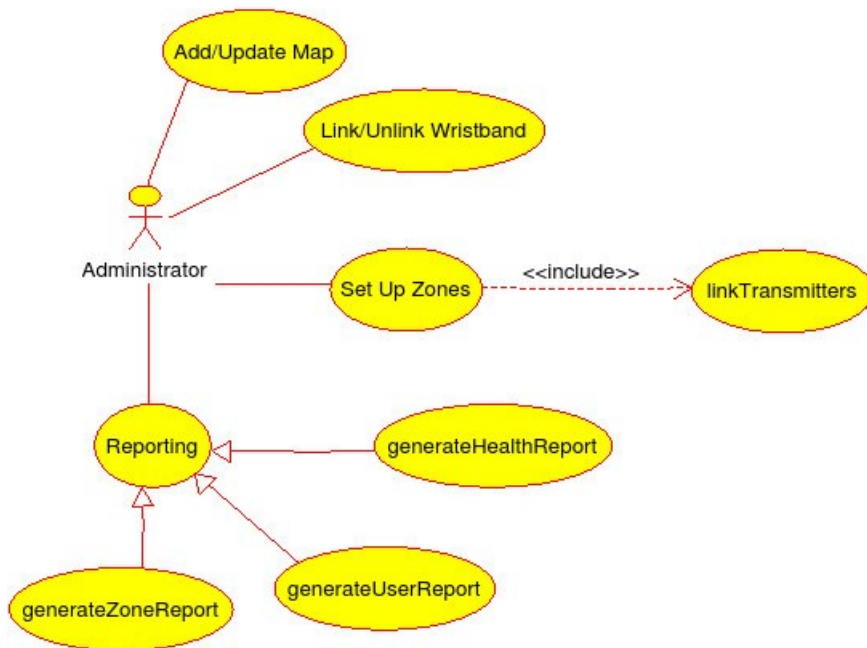 Add/Update Map
Link/Unlink Wristband
Administrator
Set Up Zones
<<include>>
linkTransmitters
Reporting
generateHealthReport
generateUserReport
generateZoneReport